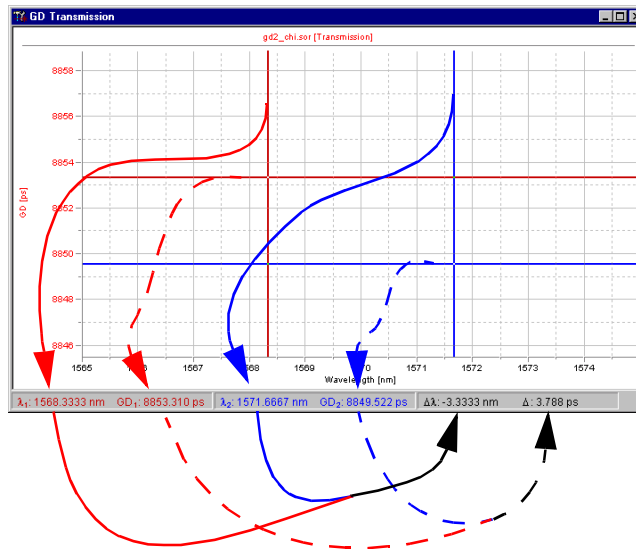 GD Transmission
gd2_chi.sor [Transmission]
8858
8856
8854
8852
8850
8848
8846
GD [ps]
1565
1567
1568
1571
1572
1573
1574
Wavelength [nm]
λ1: 1568.3333 nm GD1: 8853.310 ps λ2: 1571.6667 nm GD2: 8849.522 ps Δλ: -3.3333 nm Δ: 3.788 ps